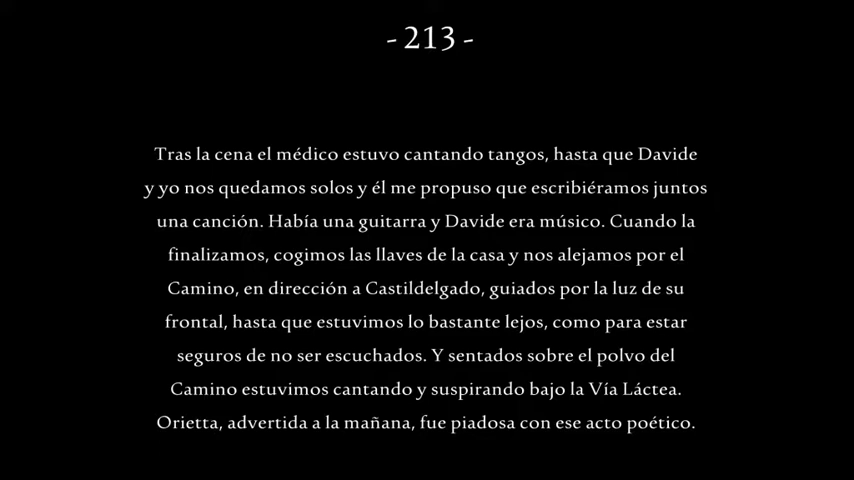 - 213 -
Tras la cena el médico estuvo cantando tangos, hasta que Davide
y yo nos quedamos solos y él me propuso que escribiéramos juntos
una canción. Había una guitarra y Davide era músico. Cuando la
finalizamos, cogimos las llaves de la casa y nos alejamos por el
Camino, en dirección a Castildelgado, guiados por la luz de su
frontal, hasta que estuvimos lo bastante lejos, como para estar
seguros de no ser escuchados. Y sentados sobre el polvo del
Camino estuvimos cantando y suspirando bajo la Vía Láctea.
Orietta, advertida a la mañana, fue piadosa con ese acto poético.